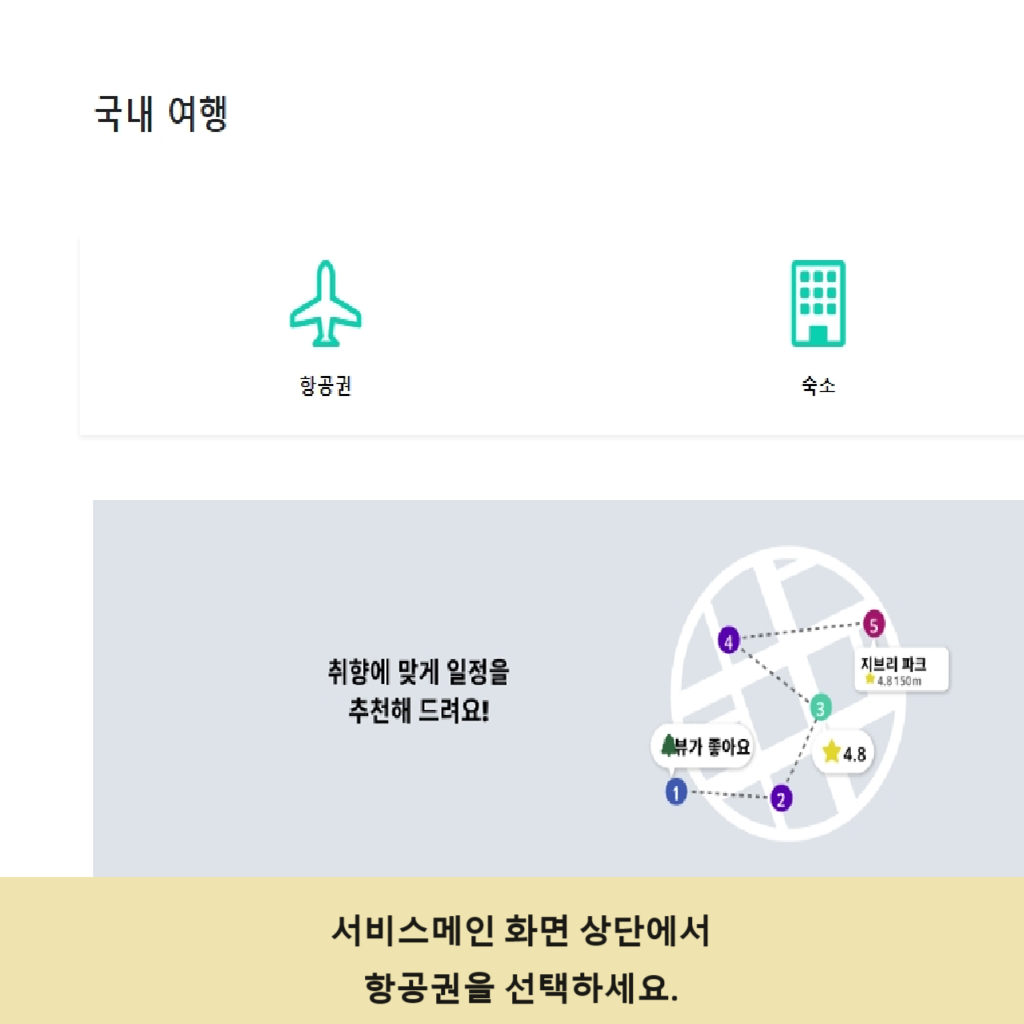 국내 여행
항공권
숙소
취향에 맞게 일정을
추천해 드려요!
4
5
지브리 파크
4.8 150m
3
뷰가 좋아요
4.8
1
2
서비스메인 화면 상단에서
항공권을 선택하세요.